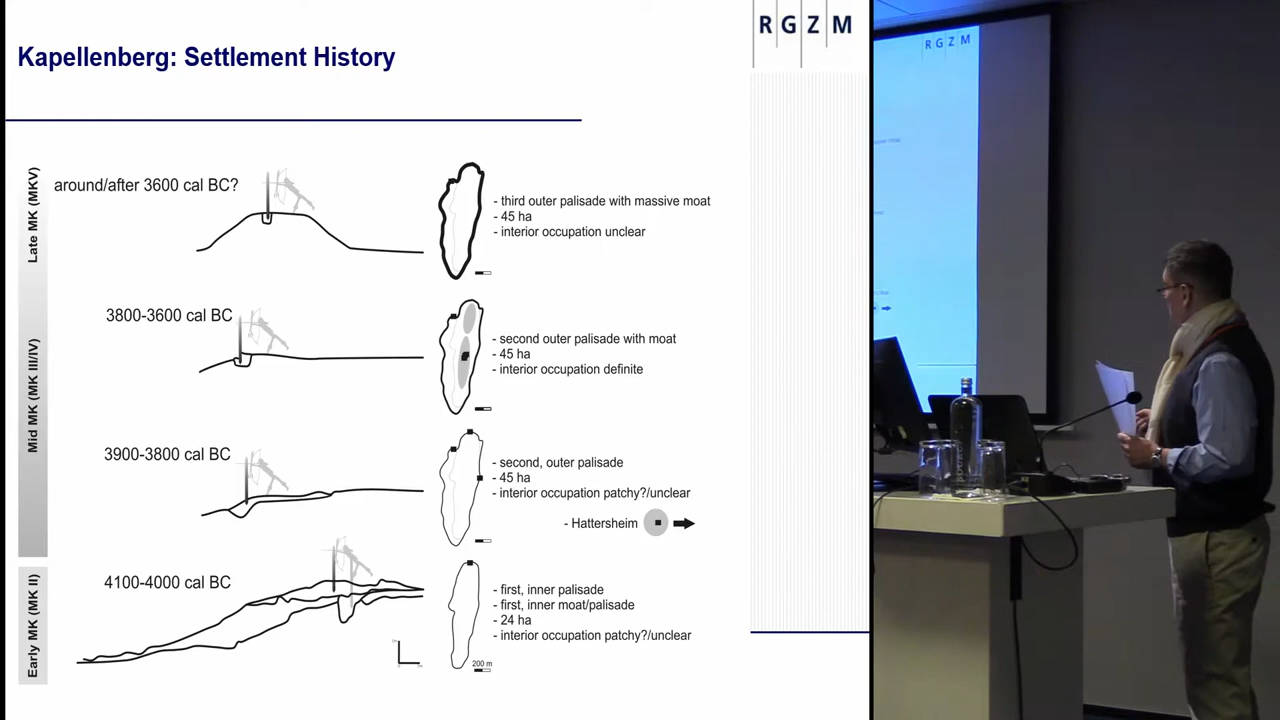 Kapellenberg: Settlement History
R G Z M
Late MK (MKV)
around/after 3600 cal BC?
- third outer palisade with massive moat
- 45 ha
- interior occupation unclear
Mid MK (MK III/IV)
3800-3600 cal BC
- second outer palisade with moat
- 45 ha
- interior occupation definite
3900-3800 cal BC
- second, outer palisade
- 45 ha
- interior occupation patchy?/unclear
- Hattersheim
Early MK (MK II)
4100-4000 cal BC
- first, inner palisade
- first, inner moat/palisade
- 24 ha
- interior occupation patchy?/unclear
200 m
R G Z M